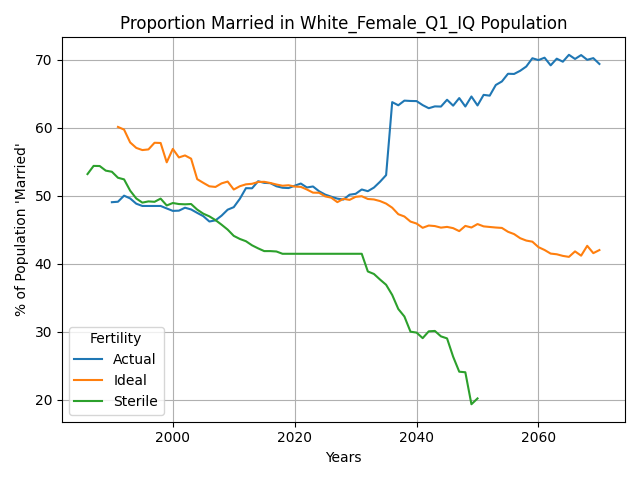 Proportion Married in White_Female_Q1_IQ Population
% of Population 'Married'
70
60
50
40
30
20
Fertility
Actual
Ideal
Sterile
2000 2020 2040 2060
Years